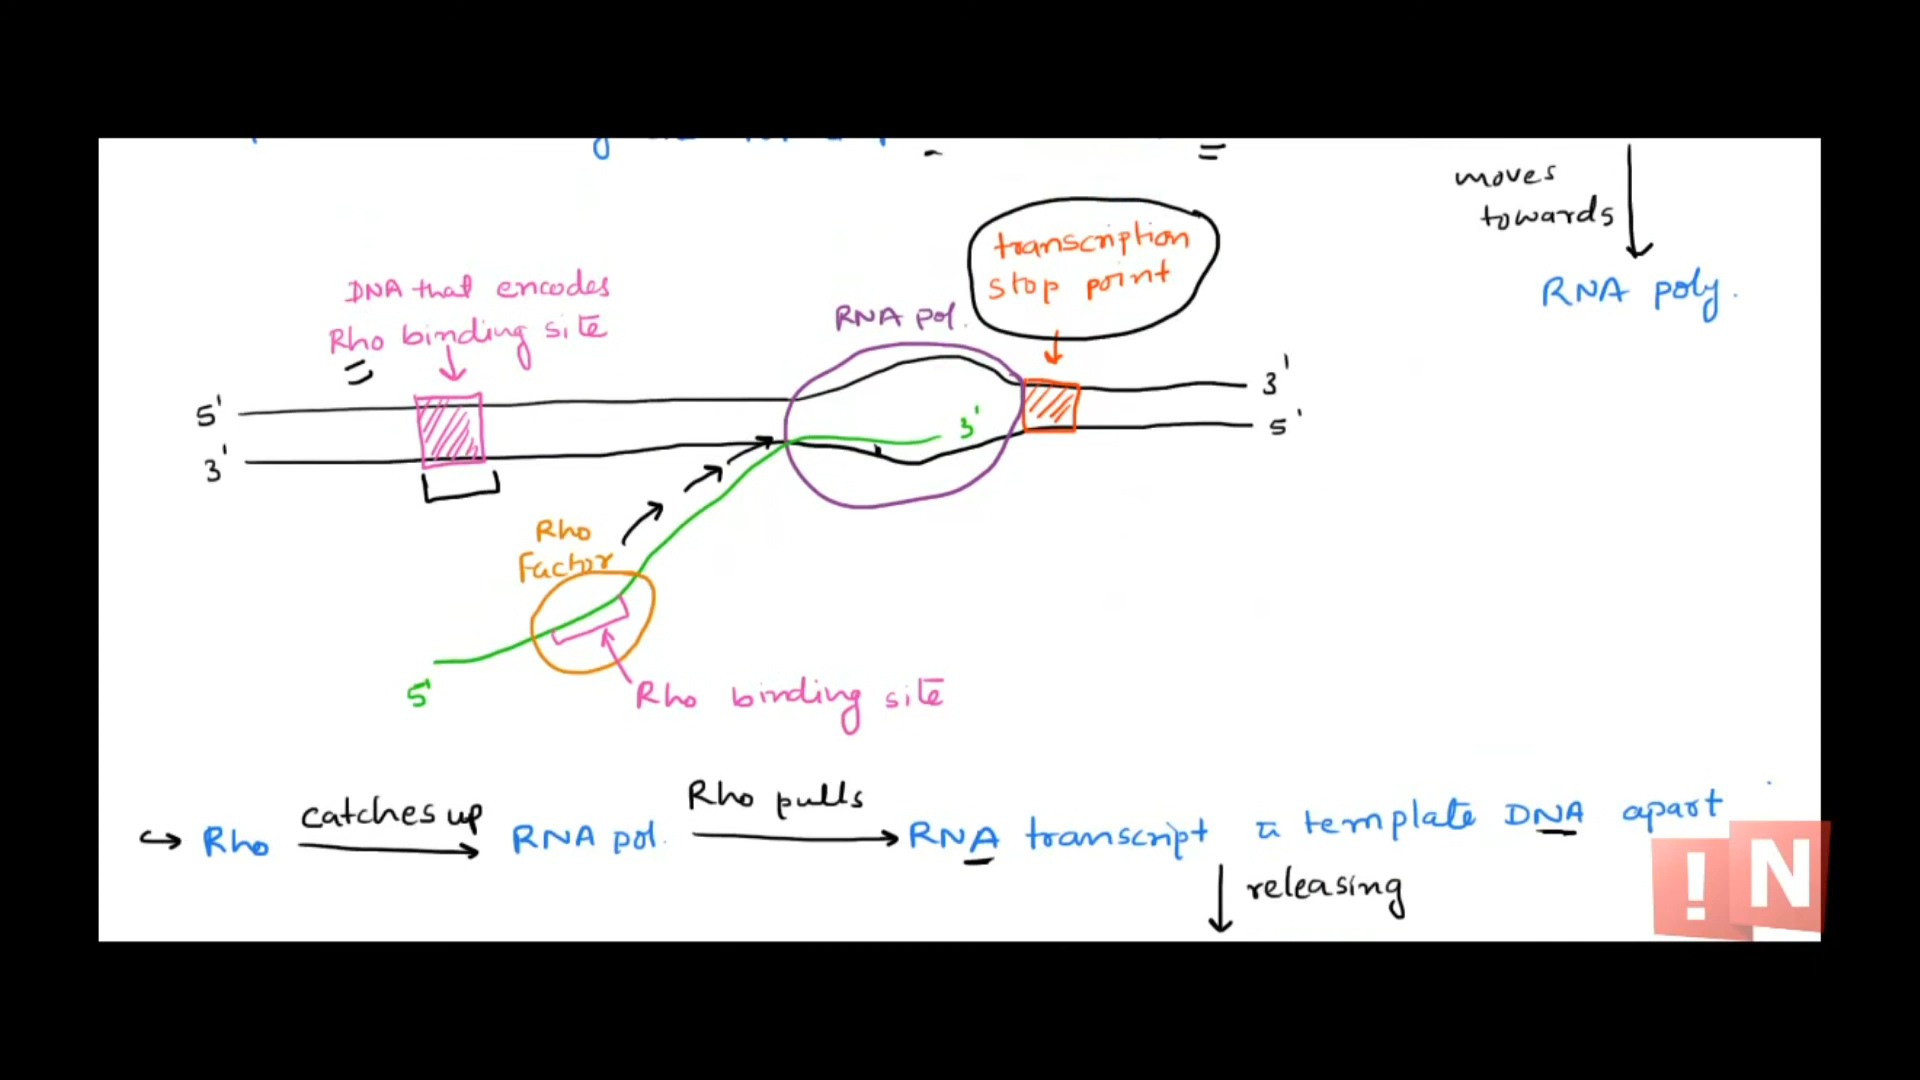 moves
towards
RNA poly.
transcription
stop point
DNA that encodes
Rho binding site
RNA pol.
5' 3'
3' 5'
3'
Rho
Factor
5'
Rho binding site
↪ Rho catches up RNA pol. Rho pulls RNA transcript & template DNA apart
releasing
!N